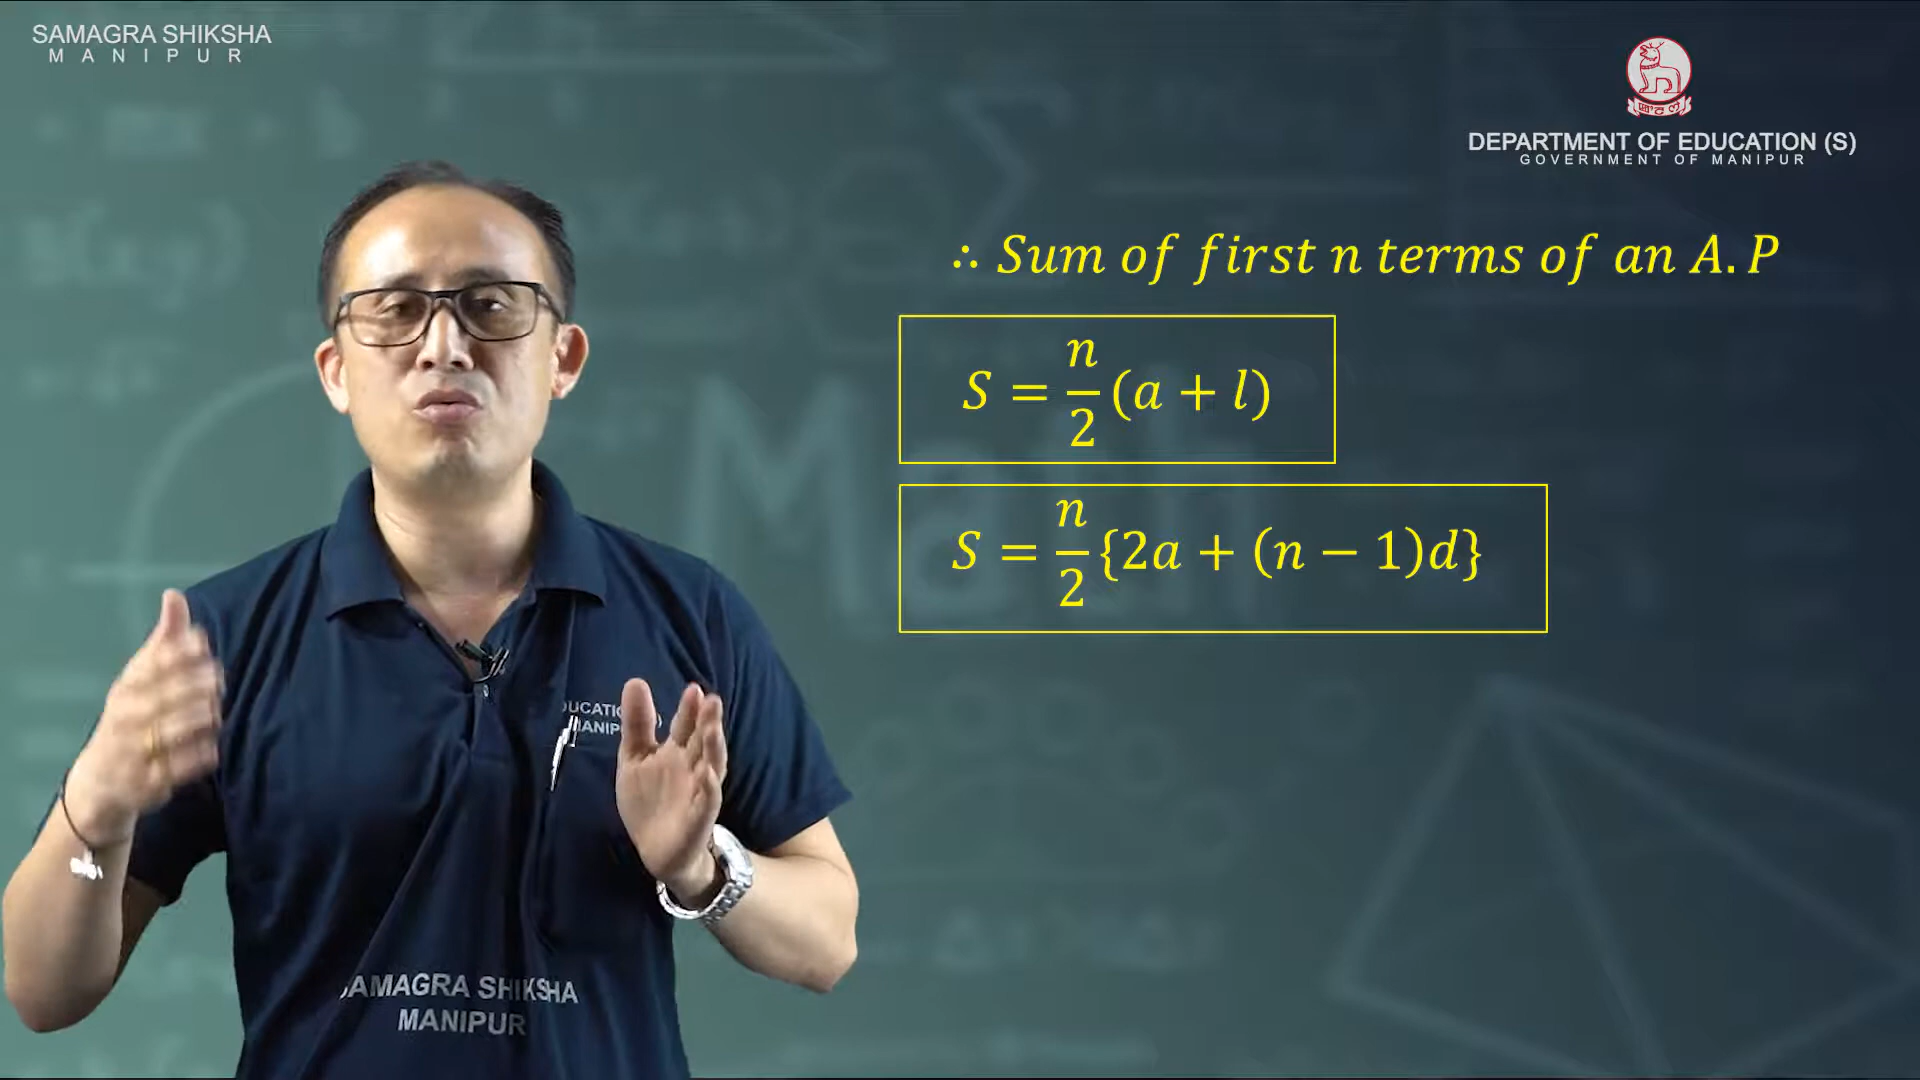 SAMAGRA SHIKSHA
MANIPUR
DEPARTMENT OF EDUCATION (S)
GOVERNMENT OF MANIPUR
∴ Sum of first n terms of an A.P
S = n/2 (a + l)
S = n/2 {2a + (n − 1)d}
Math
AMAGRA SHIKSHA
MANIPUR